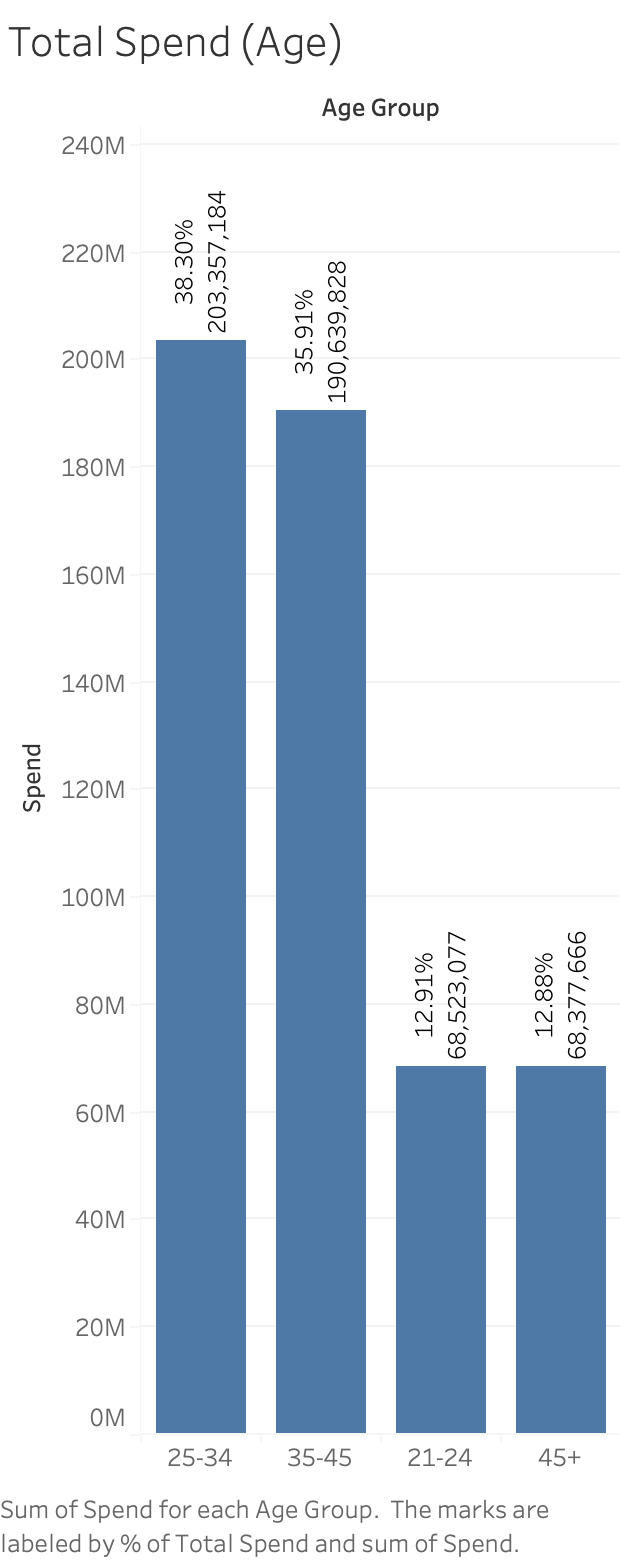 Total Spend (Age)
Age Group
240M
220M
200M
180M
160M
140M
120M
100M
80M
60M
40M
20M
0M
Spend
38.30%
203,357,184
35.91%
190,639,828
12.91%
68,523,077
12.88%
68,377,666
25-34
35-45
21-24
45+
Sum of Spend for each Age Group.  The marks are
labeled by % of Total Spend and sum of Spend.